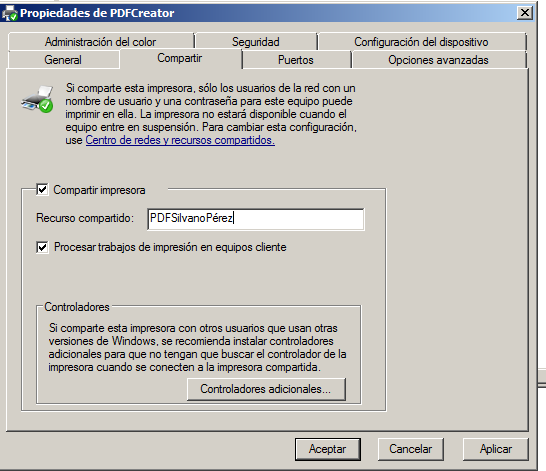 Propiedades de PDFCreator
Administración del color
Seguridad
Configuración del dispositivo
General
Compartir
Puertos
Opciones avanzadas
Si comparte esta impresora, sólo los usuarios de la red con un
nombre de usuario y una contraseña para este equipo puede
imprimir en ella. La impresora no estará disponible cuando el
equipo entre en suspensión. Para cambiar esta configuración,
use Centro de redes y recursos compartidos.
Compartir impresora
Recurso compartido: PDFSilvanoPérez
Procesar trabajos de impresión en equipos cliente
Controladores
Si comparte esta impresora con otros usuarios que usan otras
versiones de Windows, se recomienda instalar controladores
adicionales para que no tengan que buscar el controlador de la
impresora cuando se conecten a la impresora compartida.
Controladores adicionales...
Aceptar
Cancelar
Aplicar